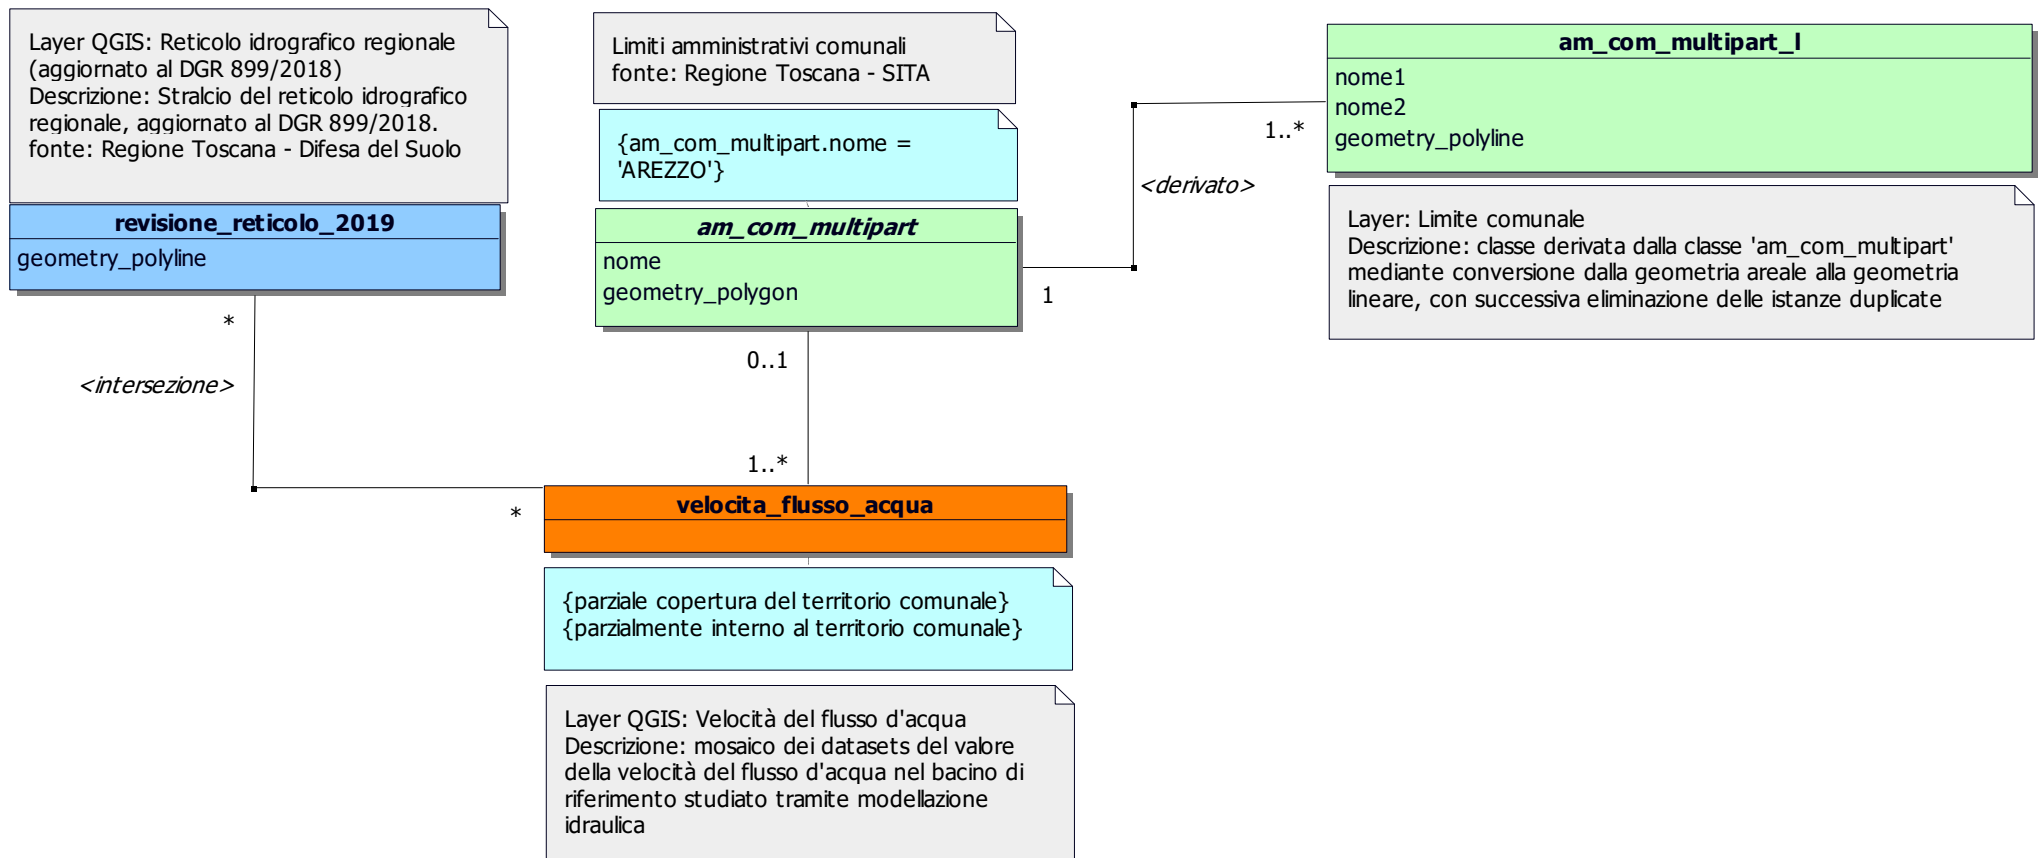 Layer QGIS: Reticolo idrografico regionale
(aggiornato al DGR 899/2018)
Descrizione: Stralcio del reticolo idrografico
regionale, aggiornato al DGR 899/2018.
fonte: Regione Toscana - Difesa del Suolo
revisione_reticolo_2019
geometry_polyline
*
<intersezione>
*
Limiti amministrativi comunali
fonte: Regione Toscana - SITA
{am_com_multipart.nome =
'AREZZO'}
am_com_multipart
nome
geometry_polygon
1
0..1
1..*
<derivato>
1..*
am_com_multipart_l
nome1
nome2
geometry_polyline
Layer: Limite comunale
Descrizione: classe derivata dalla classe 'am_com_multipart'
mediante conversione dalla geometria areale alla geometria
lineare, con successiva eliminazione delle istanze duplicate
velocita_flusso_acqua
{parziale copertura del territorio comunale}
{parzialmente interno al territorio comunale}
Layer QGIS: Velocità del flusso d'acqua
Descrizione: mosaico dei datasets del valore
della velocità del flusso d'acqua nel bacino di
riferimento studiato tramite modellazione
idraulica